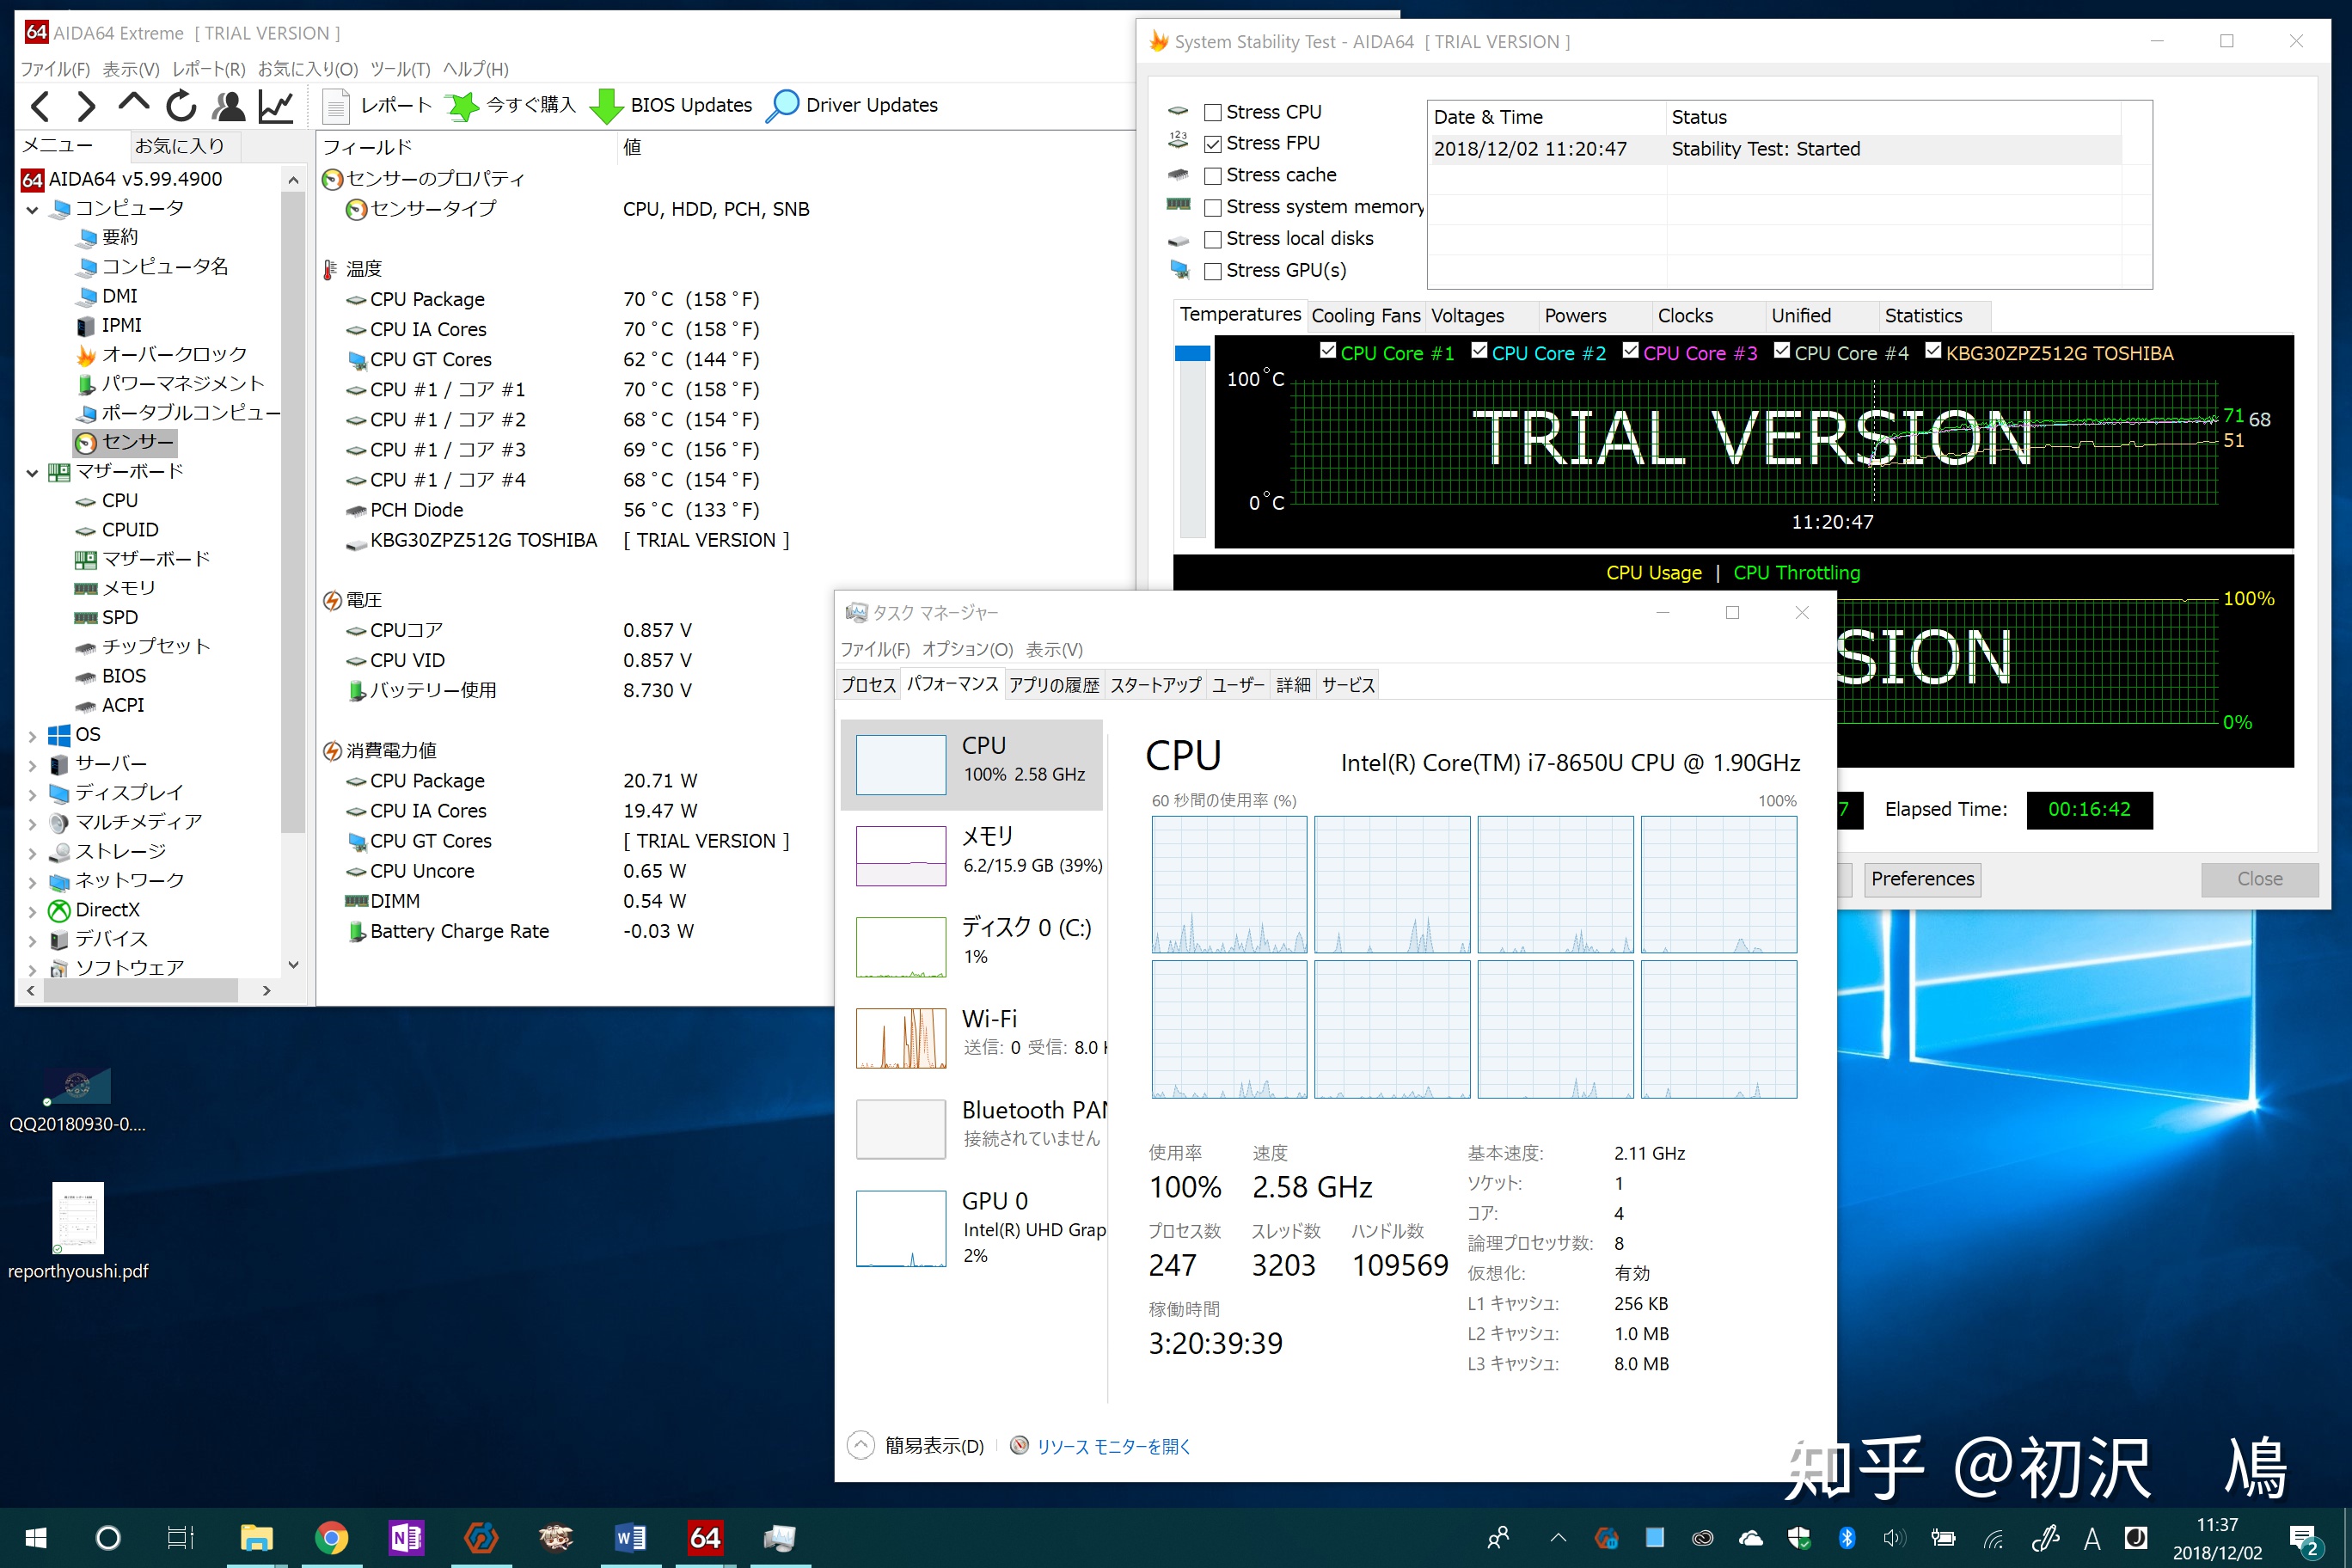 AIDA64 Extreme [ TRIAL VERSION ]
ファイル(F) 表示(V) レポート(R) お気に入り(O) ツール(T) ヘルプ(H)
レポート 今すぐ購入 BIOS Updates Driver Updates
メニュー お気に入り
AIDA64 v5.99.4900
コンピュータ
要約
コンピュータ名
DMI
IPMI
オーバークロック
パワーマネジメント
ポータブルコンピュー
センサー
マザーボード
CPU
CPUID
マザーボード
メモリ
SPD
チップセット
BIOS
ACPI
OS
サーバー
ディスプレイ
マルチメディア
ストレージ
ネットワーク
DirectX
デバイス
ソフトウェア
フィールド 値
センサーのプロパティ
センサータイプ CPU, HDD, PCH, SNB
温度
CPU Package 70°C (158°F)
CPU IA Cores 70°C (158°F)
CPU GT Cores 62°C (144°F)
CPU #1 / コア #1 70°C (158°F)
CPU #1 / コア #2 68°C (154°F)
CPU #1 / コア #3 69°C (156°F)
CPU #1 / コア #4 68°C (154°F)
PCH Diode 56°C (133°F)
KBG30ZPZ512G TOSHIBA [ TRIAL VERSION ]
電圧
CPUコア 0.857 V
CPU VID 0.857 V
バッテリー使用 8.730 V
消費電力値
CPU Package 20.71 W
CPU IA Cores 19.47 W
CPU GT Cores [ TRIAL VERSION ]
CPU Uncore 0.65 W
DIMM 0.54 W
Battery Charge Rate -0.03 W
System Stability Test - AIDA64 [ TRIAL VERSION ]
Stress CPU
Stress FPU
Stress cache
Stress system memory
Stress local disks
Stress GPU(s)
Date & Time Status
2018/12/02 11:20:47 Stability Test: Started
Temperatures Cooling Fans Voltages Powers Clocks Unified Statistics
CPU Core #1 CPU Core #2 CPU Core #3 CPU Core #4 KBG30ZPZ512G TOSHIBA
100°C
TRIAL VERSION
71 68
51
0°C
11:20:47
CPU Usage | CPU Throttling
100%
SION
0%
7 Elapsed Time: 00:16:42
Preferences Close
タスク マネージャー
ファイル(F) オプション(O) 表示(V)
プロセス パフォーマンス アプリの履歴 スタートアップ ユーザー 詳細 サービス
CPU
100% 2.58 GHz
メモリ
6.2/15.9 GB (39%)
ディスク 0 (C:)
1%
Wi-Fi
送信: 0 受信: 8.0
Bluetooth PAN
接続されていません
GPU 0
Intel(R) UHD Grap
2%
CPU Intel(R) Core(TM) i7-8650U CPU @ 1.90GHz
60 秒間の使用率 (%) 100%
使用率 速度
100% 2.58 GHz
プロセス数 スレッド数 ハンドル数
247 3203 109569
稼働時間
3:20:39:39
基本速度: 2.11 GHz
ソケット: 1
コア: 4
論理プロセッサ数: 8
仮想化: 有効
L1 キャッシュ: 256 KB
L2 キャッシュ: 1.0 MB
L3 キャッシュ: 8.0 MB
簡易表示(D) リソース モニターを開く
QQ20180930-0....
reporthyoushi.pdf
知乎 @初沢 鳰
64
A
11:37
2018/12/02
2